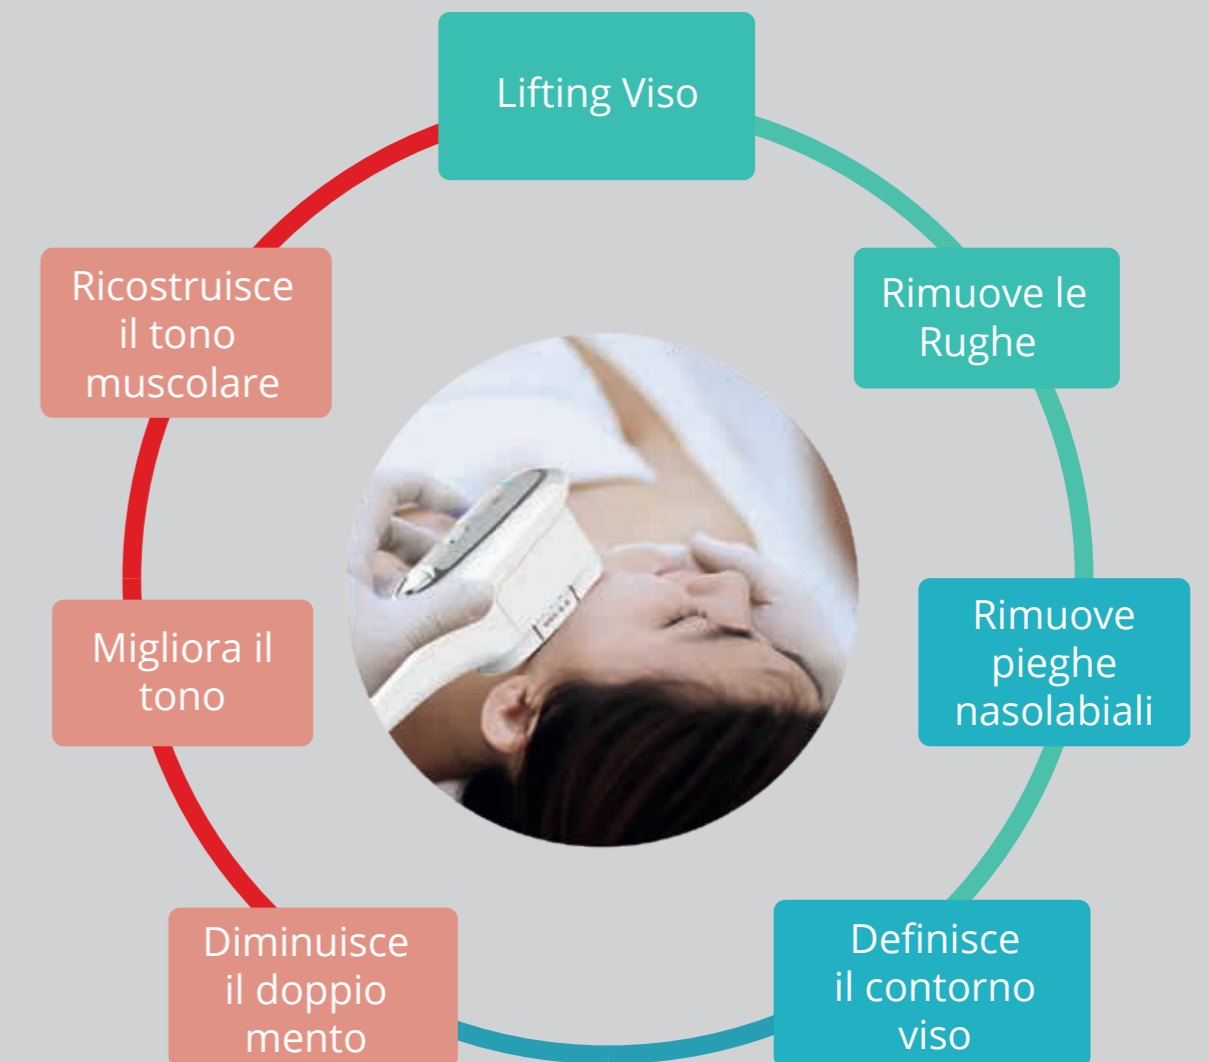 Lifting Viso
Rimuove le
Rughe
Rimuove
pieghe
nasolabiali
Definisce
il contorno
viso
Diminuisce
il doppio
mento
Migliora il
tono
Ricostruisce
il tono
muscolare